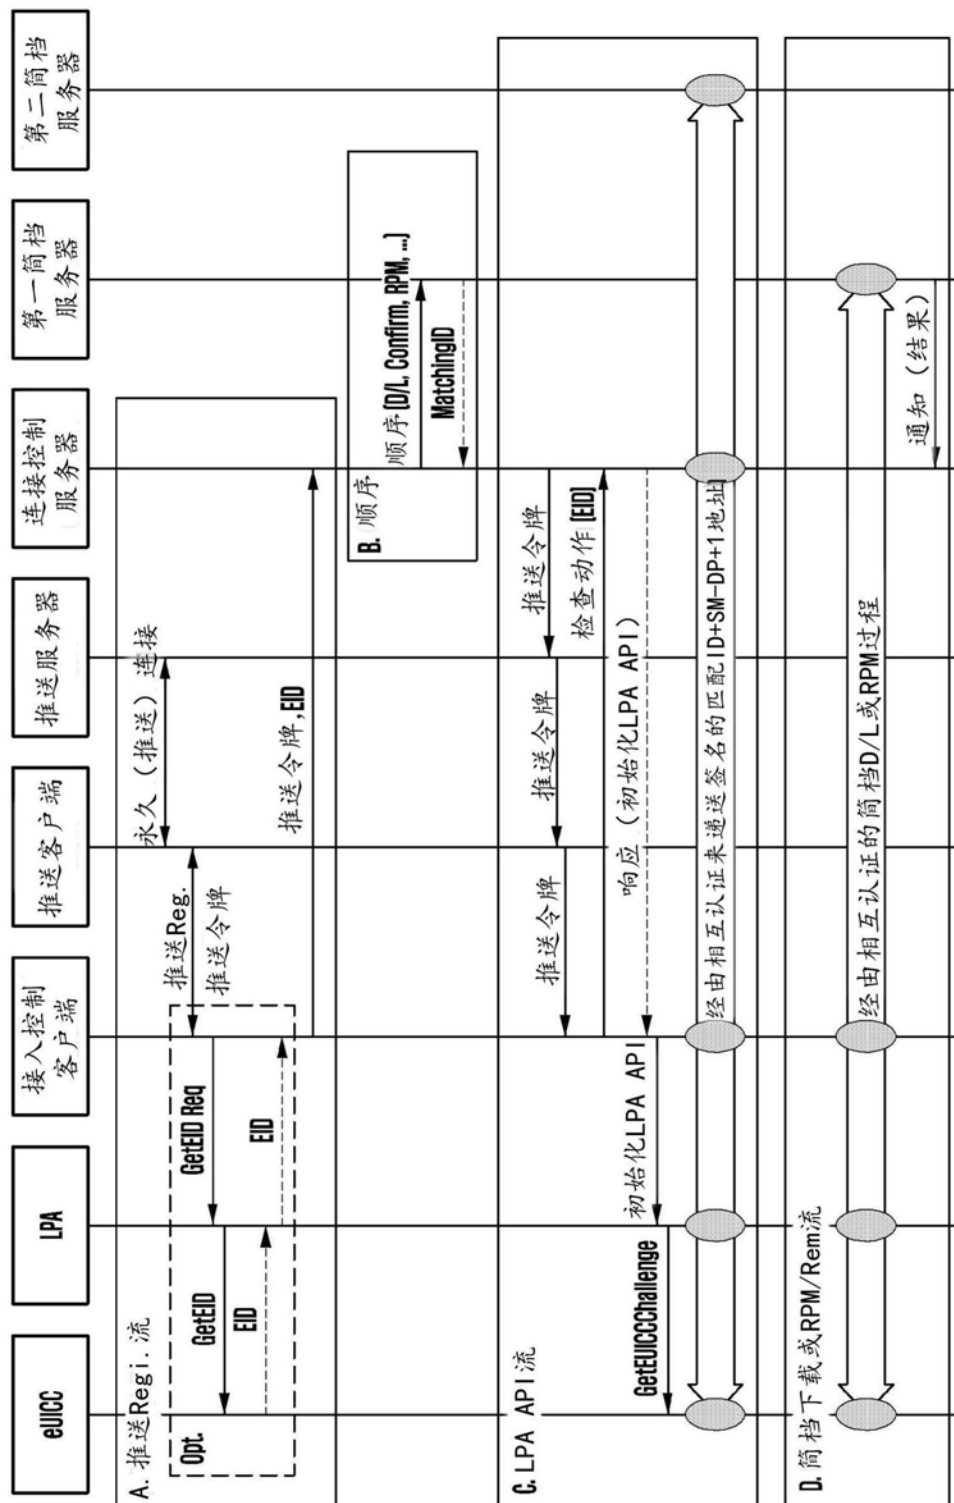 eUICC
LPA
接入控制
客户端
推送客户端
推送服务器
连接控制
服务器
第一简档
服务器
第二简档
服务器
A. 推送Regi.流
永久（推送）连接
推送Reg.
推送令牌
Opt.
GetEID Req
GetEID
EID
EID
推送令牌,EID
B. 顺序
顺序(D/L, Confirm, RPM, ...)
MatchingID
C. LPA API流
推送令牌
推送令牌
推送令牌
检查动作(EID)
响应（初始化LPA API）
初始化LPA API
GetEUICCChallenge
经由相互认证来递送签名的匹配ID+SM-DP+1地址]
D. 简档下载或RPM/Rem流
经由相互认证的简档D/L或RPM过程
通知（结果）